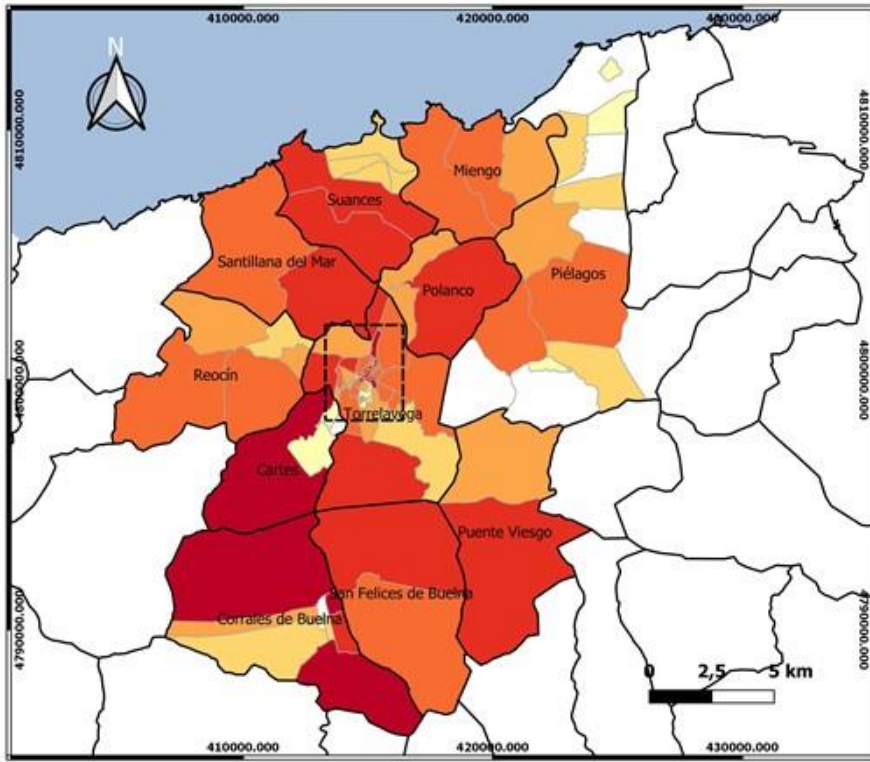 410000.000 420000.000 430000.000
N
4810000.000 4810000.000
Miengo
Suances
Santillana del Mar
Polanco
Piélagos
Reocín
4800000.000 4800000.000
Torrelavega
Cartes
Puente Viesgo
San Felices de Buelna
Corrales de Buelna
4790000.000 4790000.000
0 2,5 5 km
410000.000 420000.000 430000.000